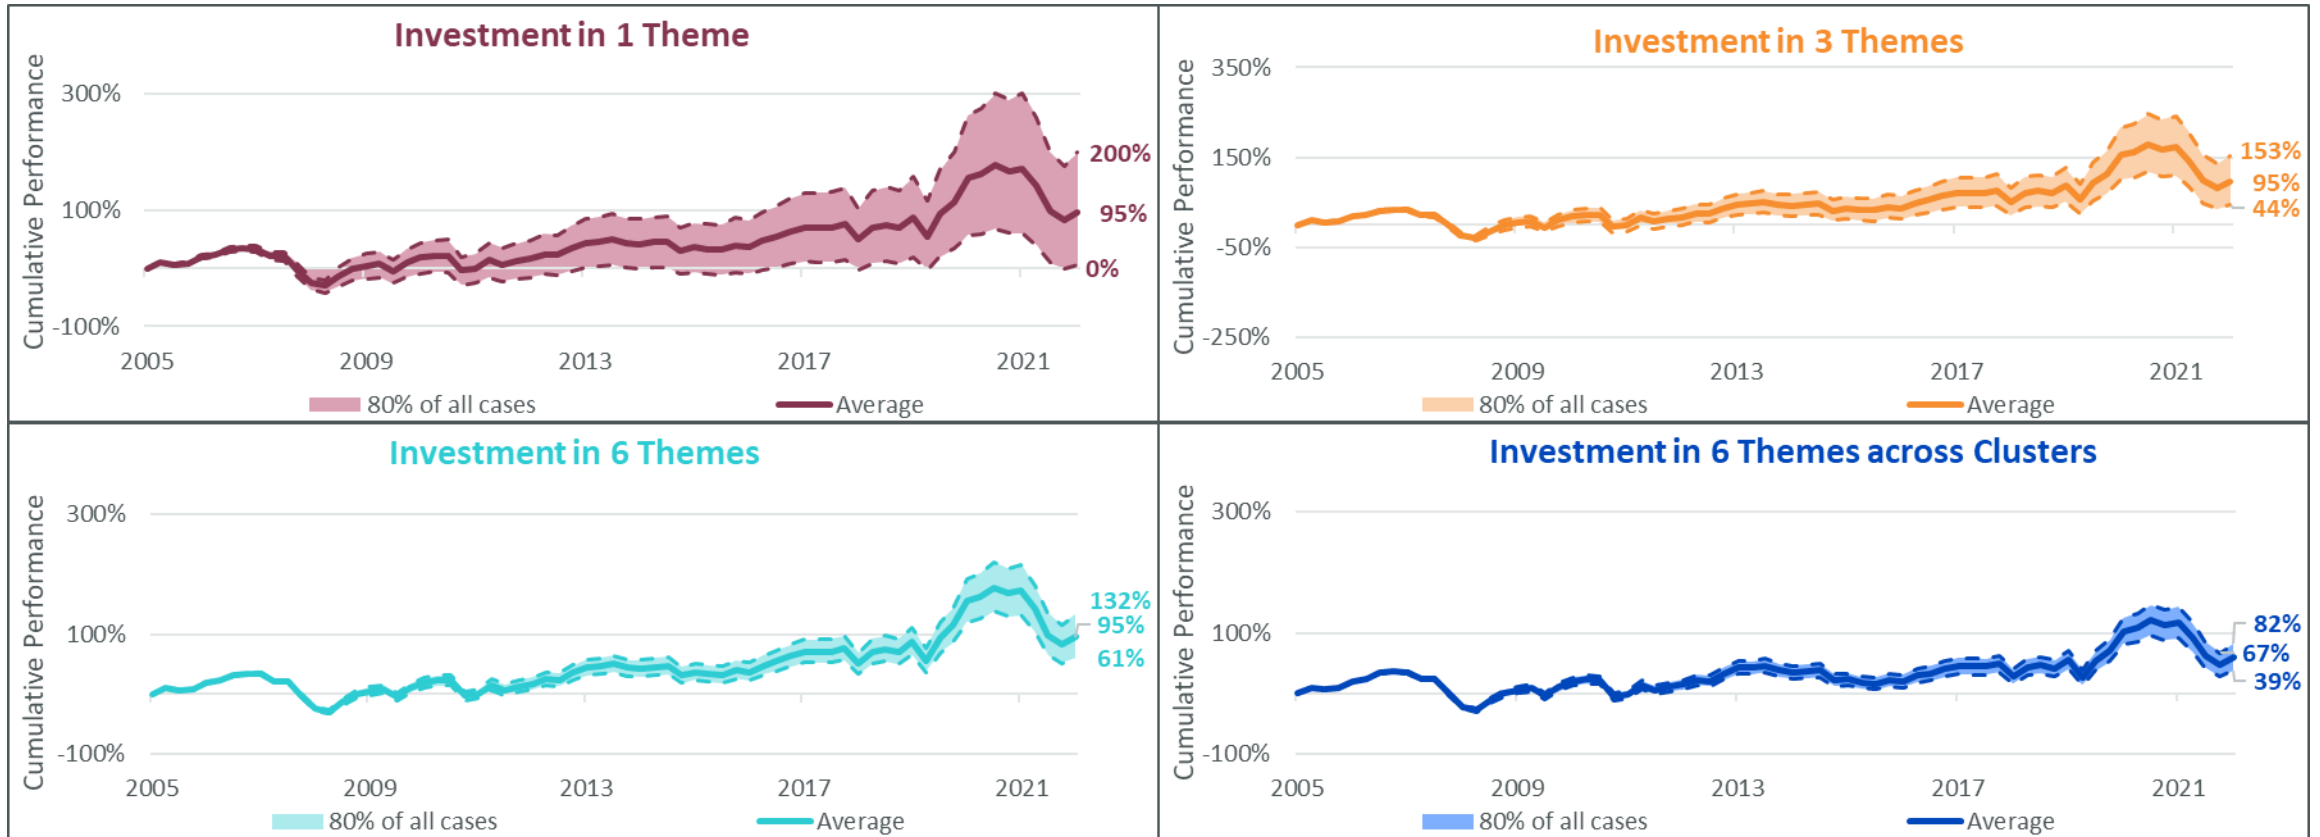 Investment in 1 Theme
Cumulative Performance
300%
100%
-100%
200%
95%
0%
2005
2009
2013
2017
2021
80% of all cases
Average
Investment in 3 Themes
Cumulative Performance
350%
150%
-50%
-250%
153%
95%
44%
2005
2009
2013
2017
2021
80% of all cases
Average
Investment in 6 Themes
Cumulative Performance
300%
100%
-100%
132%
95%
61%
2005
2009
2013
2017
2021
80% of all cases
Average
Investment in 6 Themes across Clusters
Cumulative Performance
300%
100%
-100%
82%
67%
39%
2005
2009
2013
2017
2021
80% of all cases
Average